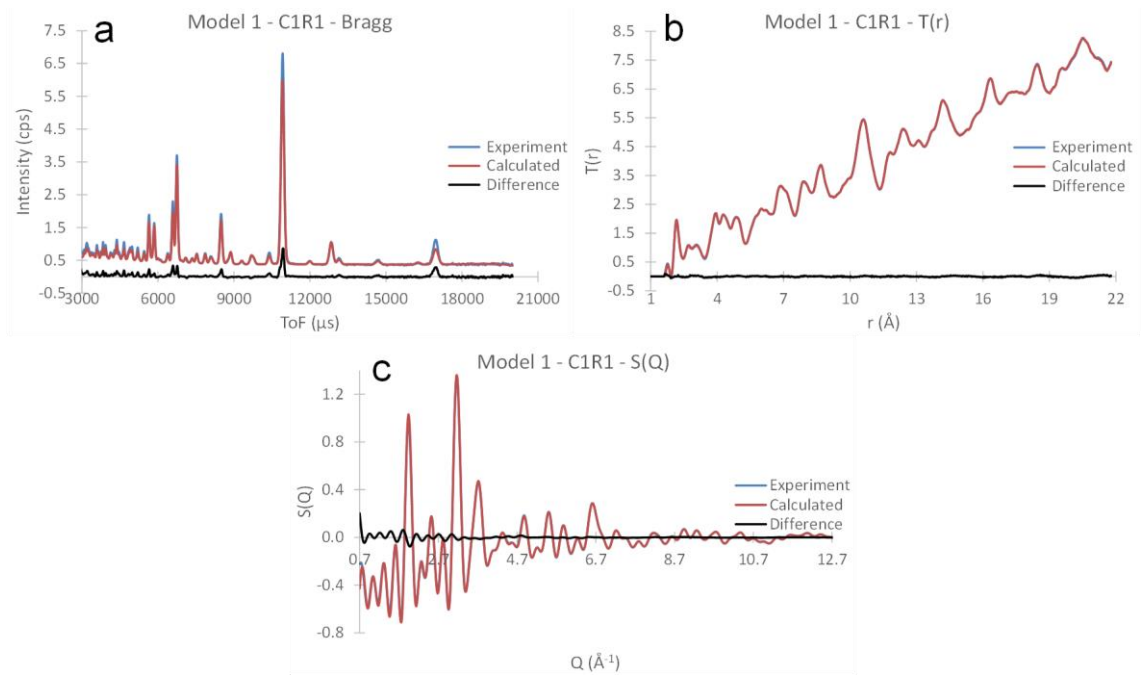 a
Model 1 - C1R1 - Bragg
7.5
6.5
5.5
4.5
3.5
2.5
1.5
0.5
-0.5
3000
6000
9000
12000
15000
18000
21000
Intensity (cps)
ToF (μs)
Experiment
Calculated
Difference
b
Model 1 - C1R1 - T(r)
8.5
7.5
6.5
5.5
4.5
3.5
2.5
1.5
0.5
-0.5
1
4
7
10
13
16
19
22
T(r)
r (Å)
Experiment
Calculated
Difference
c
Model 1 - C1R1 - S(Q)
1.2
0.8
0.4
0.0
-0.4
-0.8
0.7
2.7
4.7
6.7
8.7
10.7
12.7
S(Q)
Q (Å⁻¹)
Experiment
Calculated
Difference